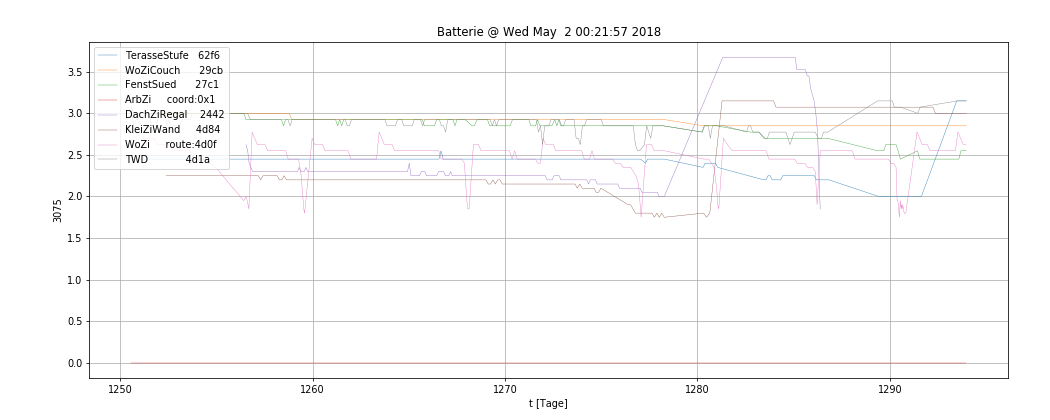 Batterie @ Wed May  2 00:21:57 2018
TerasseStufe   62f6
WoZiCouch      29cb
FenstSued      27c1
ArbZi     coord:0x1
DachZiRegal    2442
KleiZiWand     4d84
WoZi     route:4d0f
TWD            4d1a
3.5
3.0
2.5
2.0
1.5
1.0
0.5
0.0
3075
1250 1260 1270 1280 1290
t [Tage]